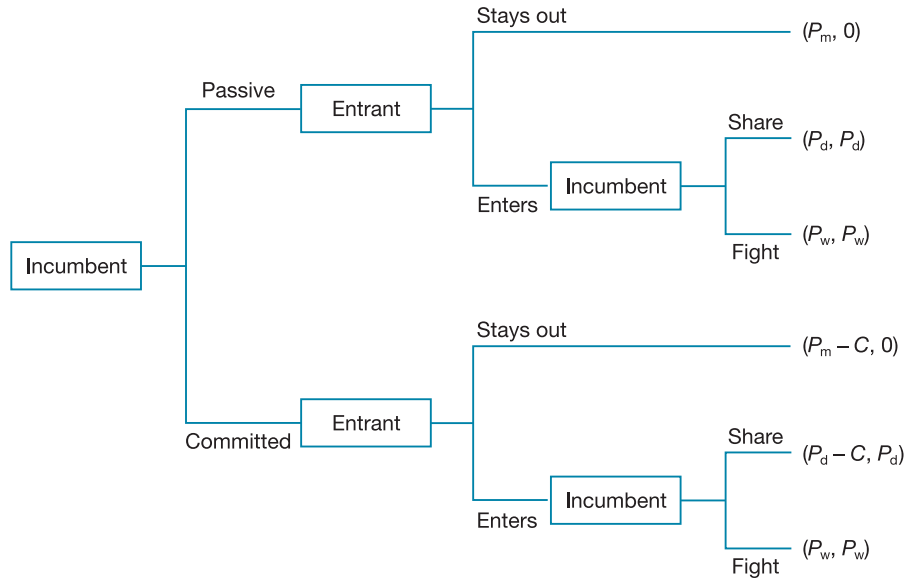 Stays out
(Pm, 0)
Passive
Entrant
Share
(Pd, Pd)
Enters
Incumbent
(Pw, Pw)
Fight
Incumbent
Stays out
(Pm – C, 0)
Entrant
Committed
Share
(Pd – C, Pd)
Enters
Incumbent
(Pw, Pw)
Fight